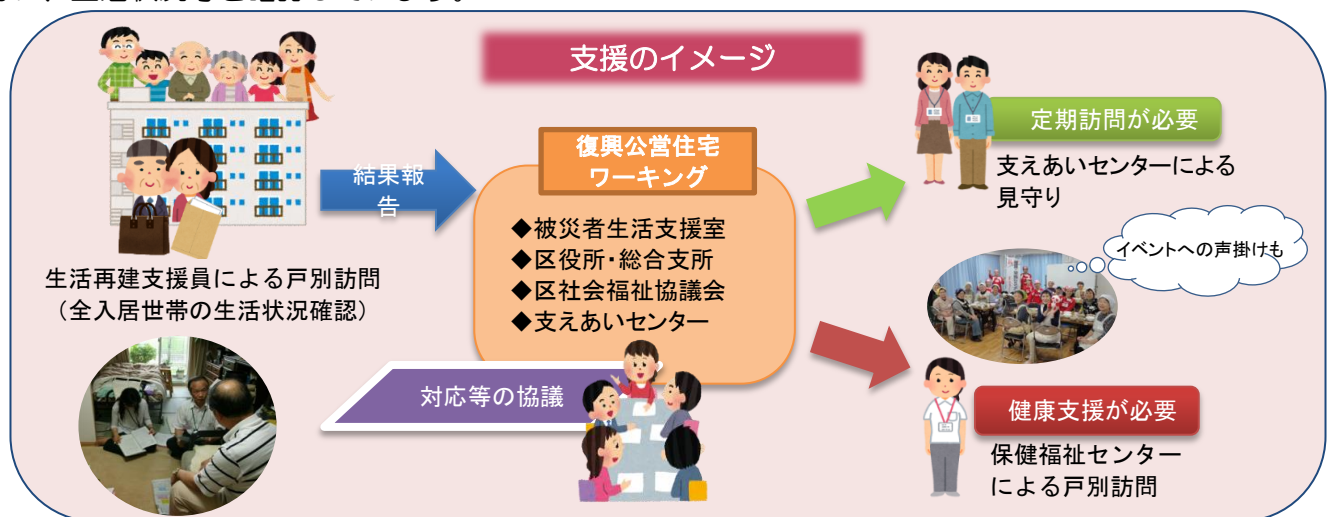 支援のイメージ
結果報
告
復興公営住宅
ワーキング
◆被災者生活支援室
◆区役所・総合支所
◆区社会福祉協議会
◆支えあいセンター
定期訪問が必要
支えあいセンターによる
見守り
イベントへの声掛けも
生活再建支援員による戸別訪問
(全入居世帯の生活状況確認)
対応等の協議
健康支援が必要
保健福祉センター
による戸別訪問